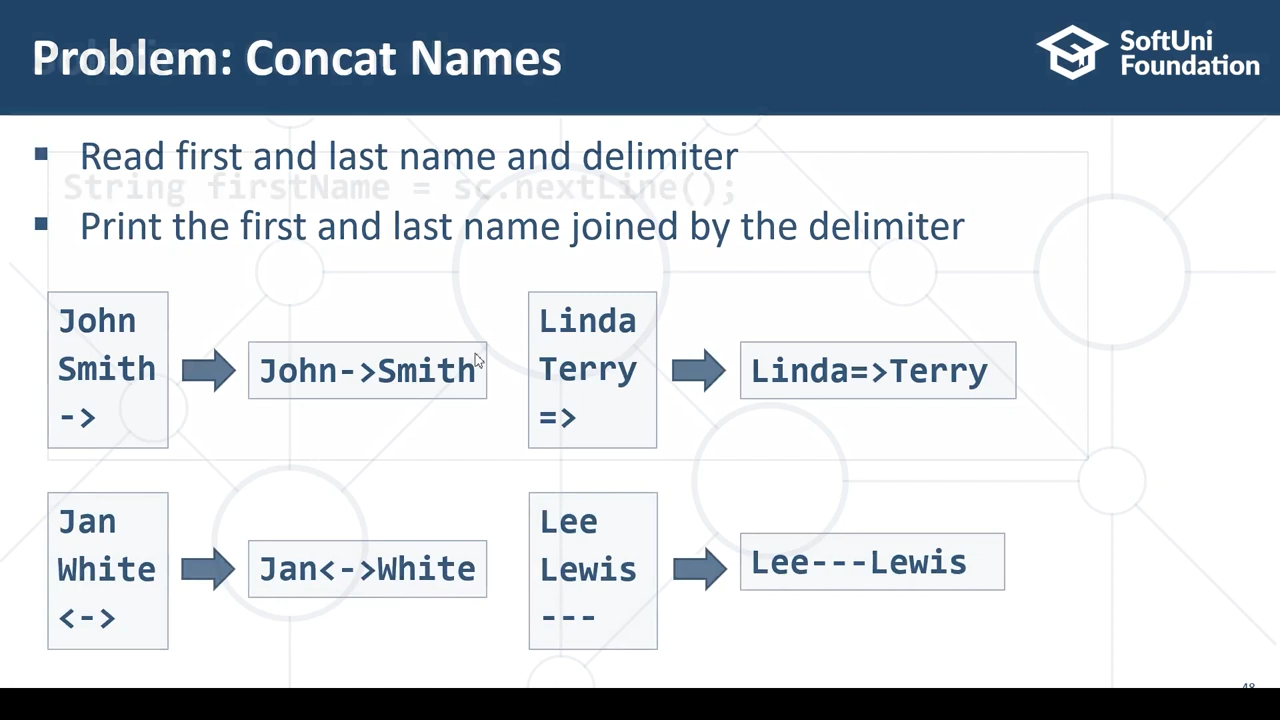 Problem: Concat Names
SoftUni
Foundation
Read first and last name and delimiter
String firstName = sc.nextLine();
Print the first and last name joined by the delimiter
John
Smith
->
John->Smith
Linda
Terry
=>
Linda=>Terry
Jan
White
<->
Jan<->White
Lee
Lewis
---
Lee---Lewis
48